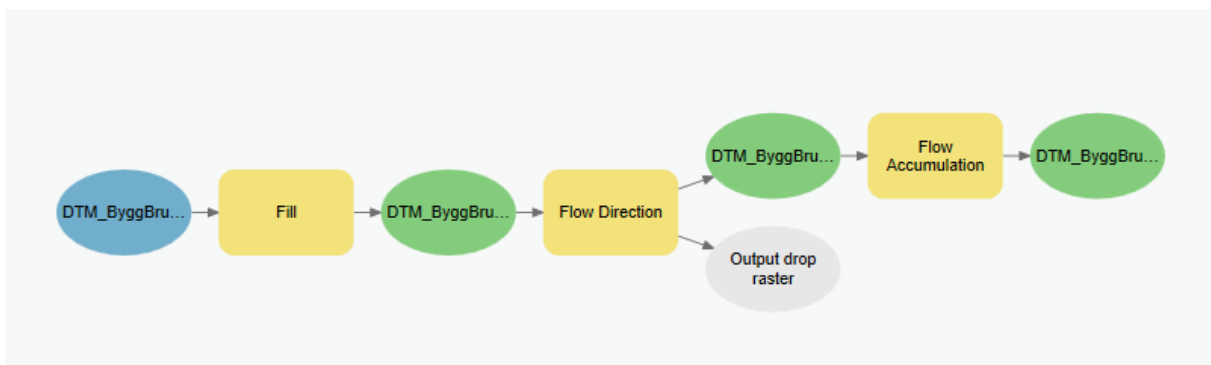 DTM_ByggBru...
Fill
DTM_ByggBru...
Flow Direction
DTM_ByggBru...
Output drop
raster
Flow
Accumulation
DTM_ByggBru...